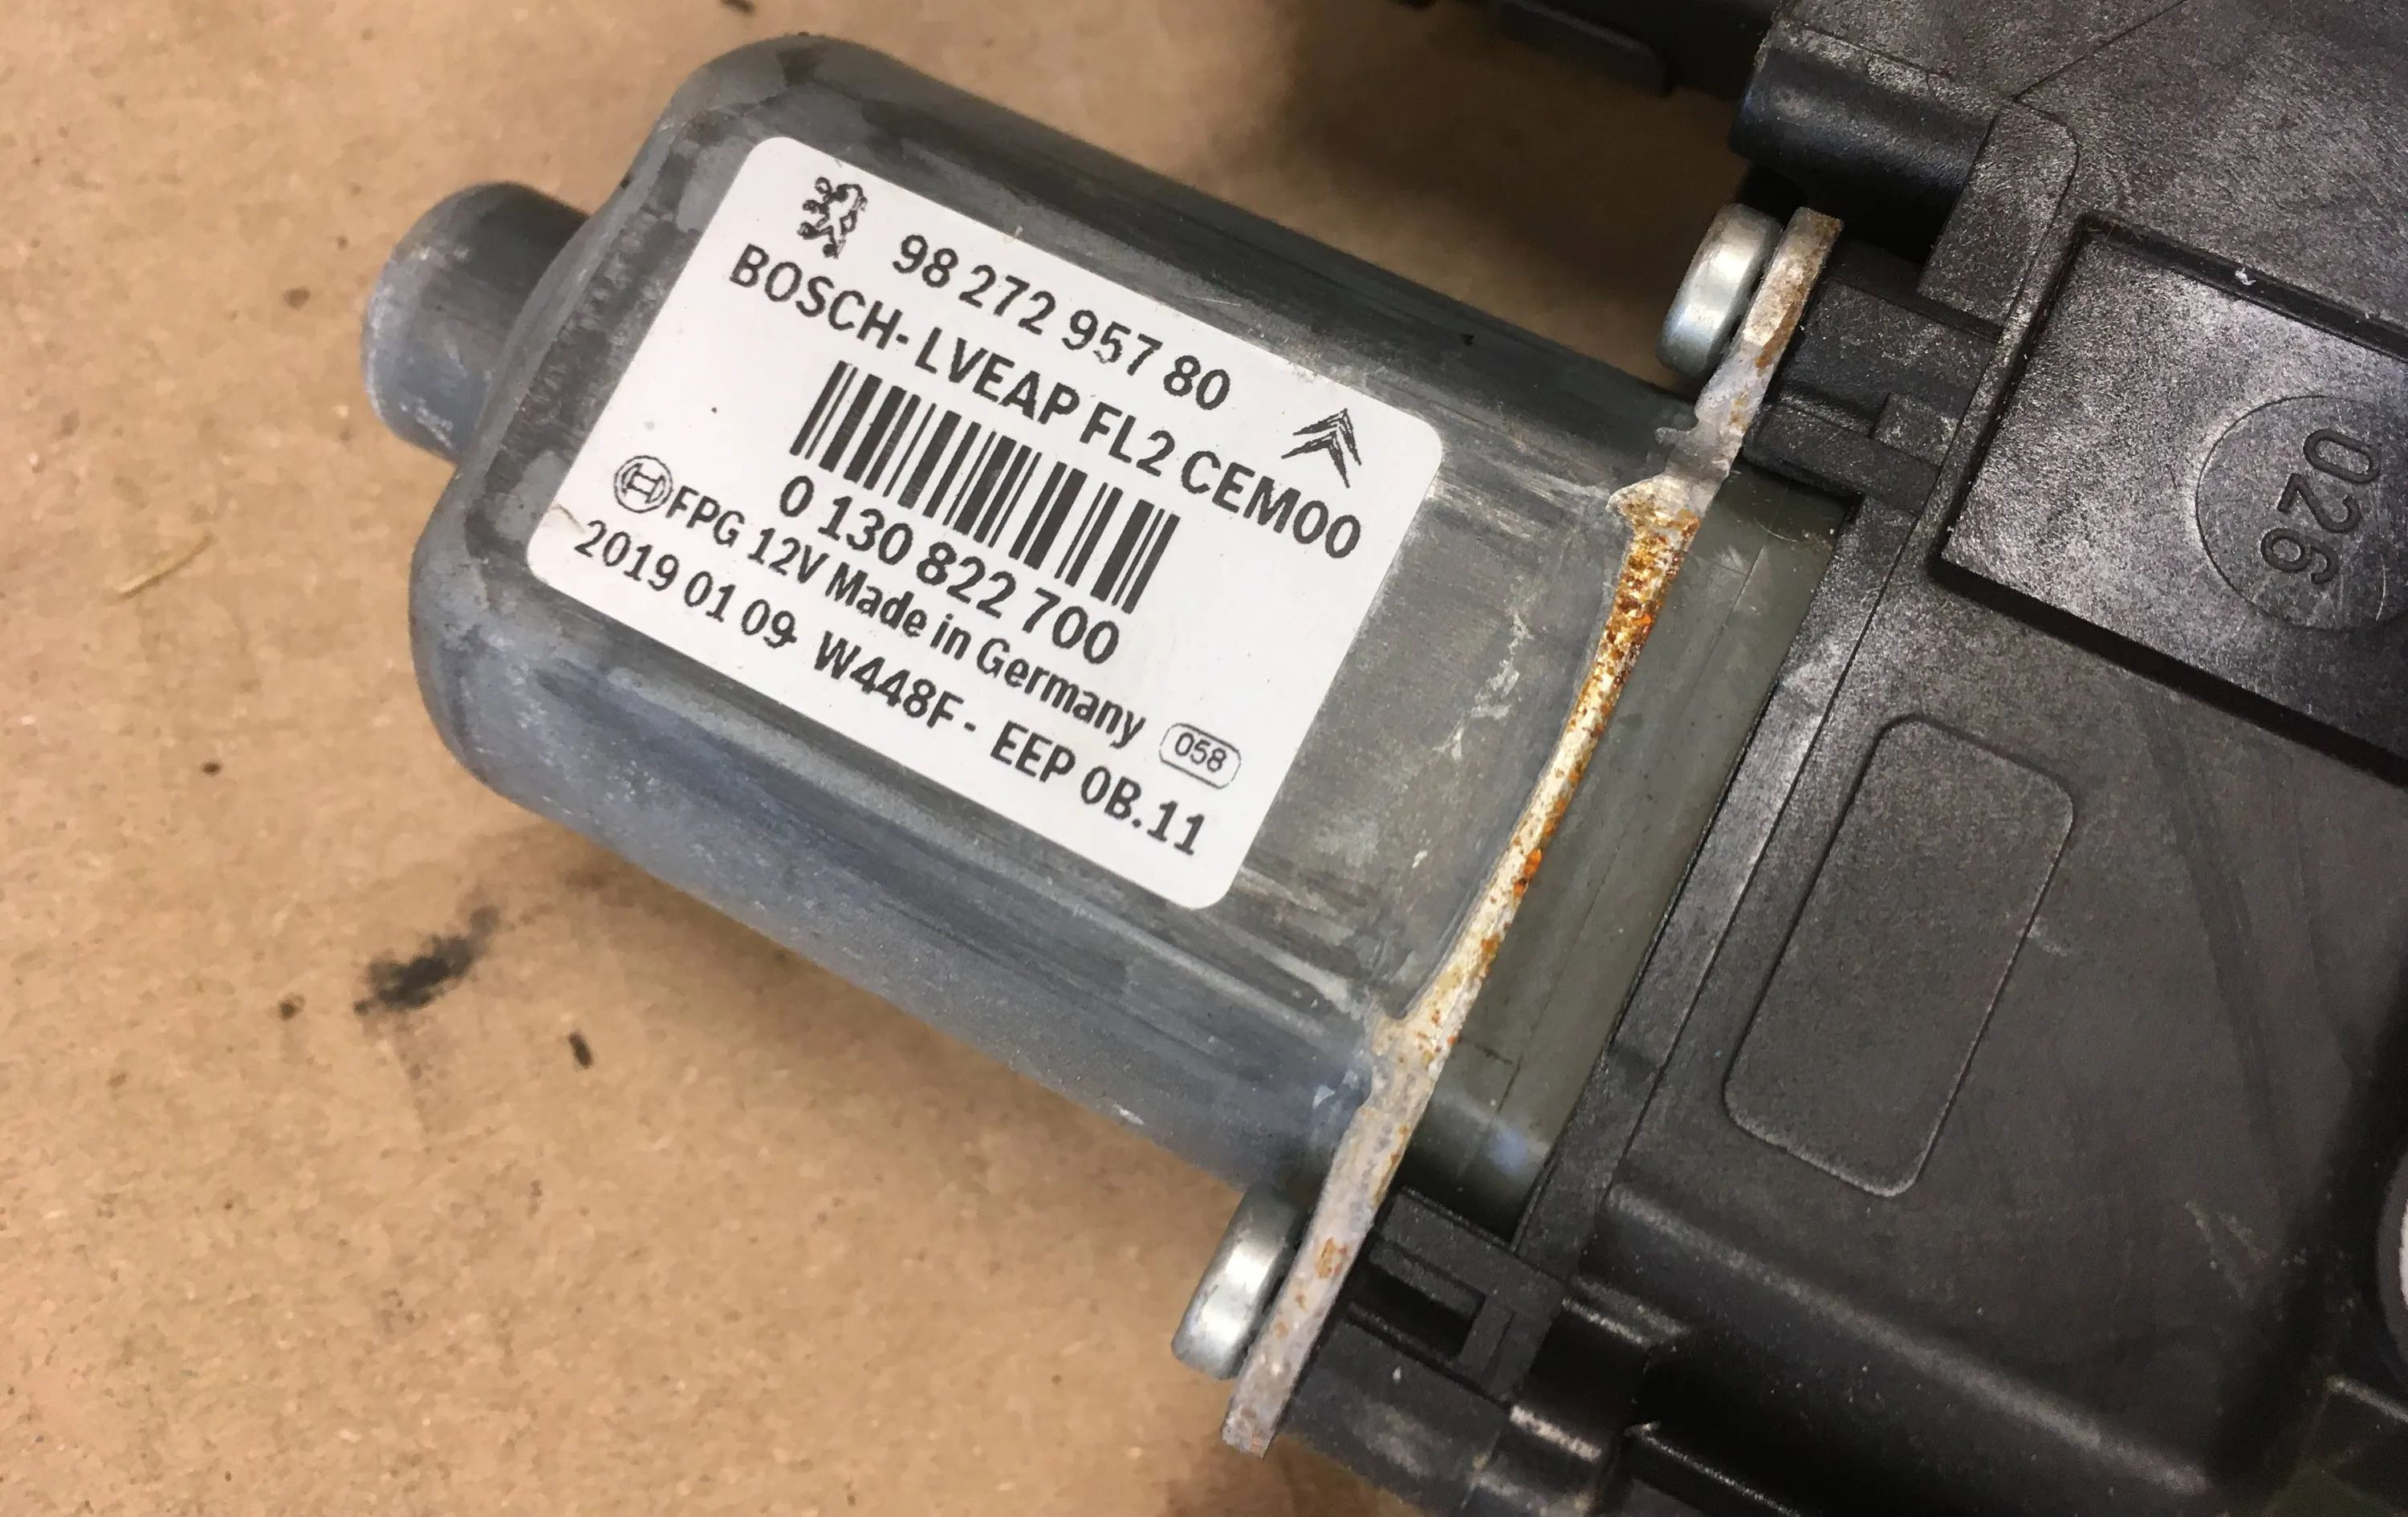 98 272 957 80
BOSCH- LVEAP FL2 CEM00
0 130 822 700
FPG 12V Made in Germany 058
2019 01 09- W448F - EEP 0B.11
026